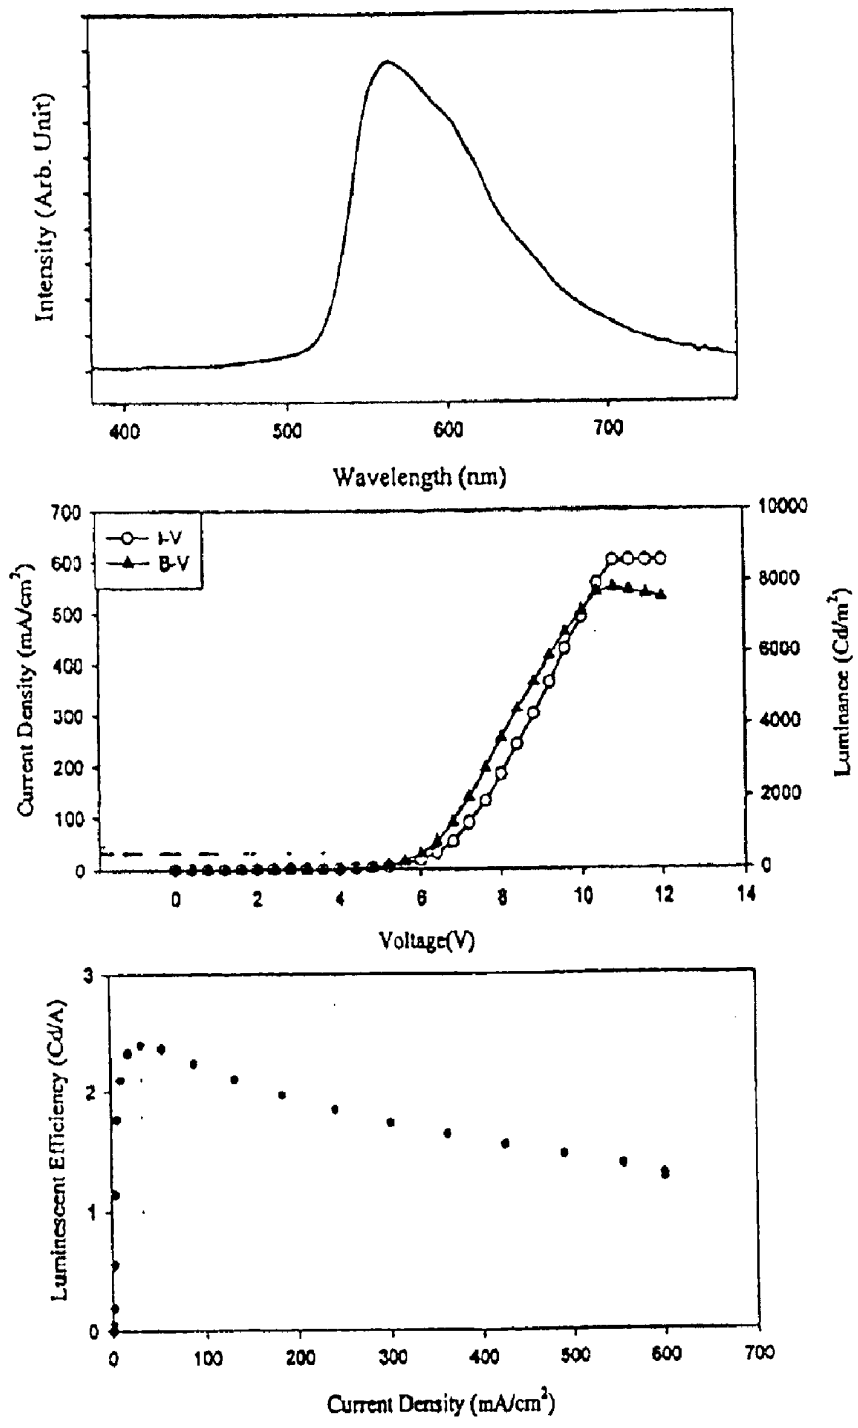 Intensity (Arb. Unit)
400 500 600 700
Wavelength (nm)
I-V
B-V
Current Density (mA/cm²)
700
600
500
400
300
200
100
0
10000
8000
6000
4000
2000
0
Luminance (Cd/m²)
0 2 4 6 8 10 12 14
Voltage(V)
Luminescent Efficiency (Cd/A)
3
2
1
0
0 100 200 300 400 500 600 700
Current Density (mA/cm²)